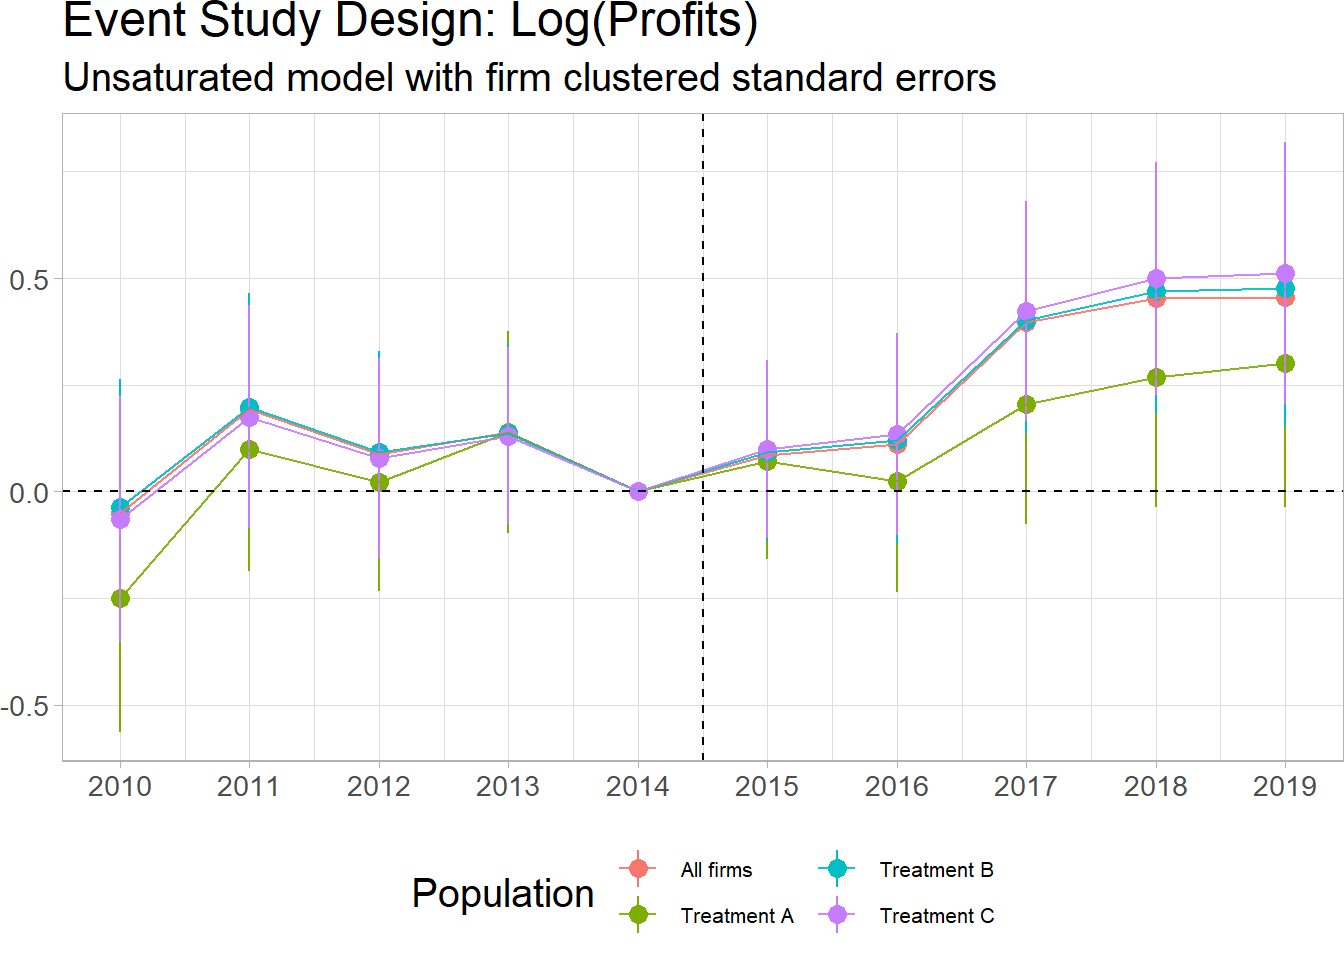 Event Study Design: Log(Profits)
Unsaturated model with firm clustered standard errors
0.5
0.0
-0.5
2010 2011 2012 2013 2014 2015 2016 2017 2018 2019
Population
All firms
Treatment A
Treatment B
Treatment C